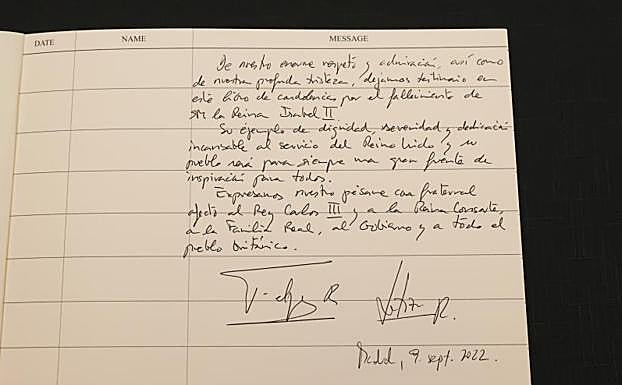 DATE NAME MESSAGE
De nuestro enorme respeto y admiración, así como
de nuestra profunda tristeza, dejamos testimonio en
este libro de condolencias por el fallecimiento de
SM la Reina Isabel II
Su ejemplo de dignidad, serenidad y dedicación
incansable al servicio del Reino Unido y su
pueblo será para siempre una gran fuente de
inspiración para todos.
Expresamos nuestro pésame con fraternal
afecto al Rey Carlos III y a la Reina Consorte,
a la Familia Real, al Gobierno y a todo el
pueblo británico.
Felipe R Letizia R.
Madrid, 9. sept. 2022.